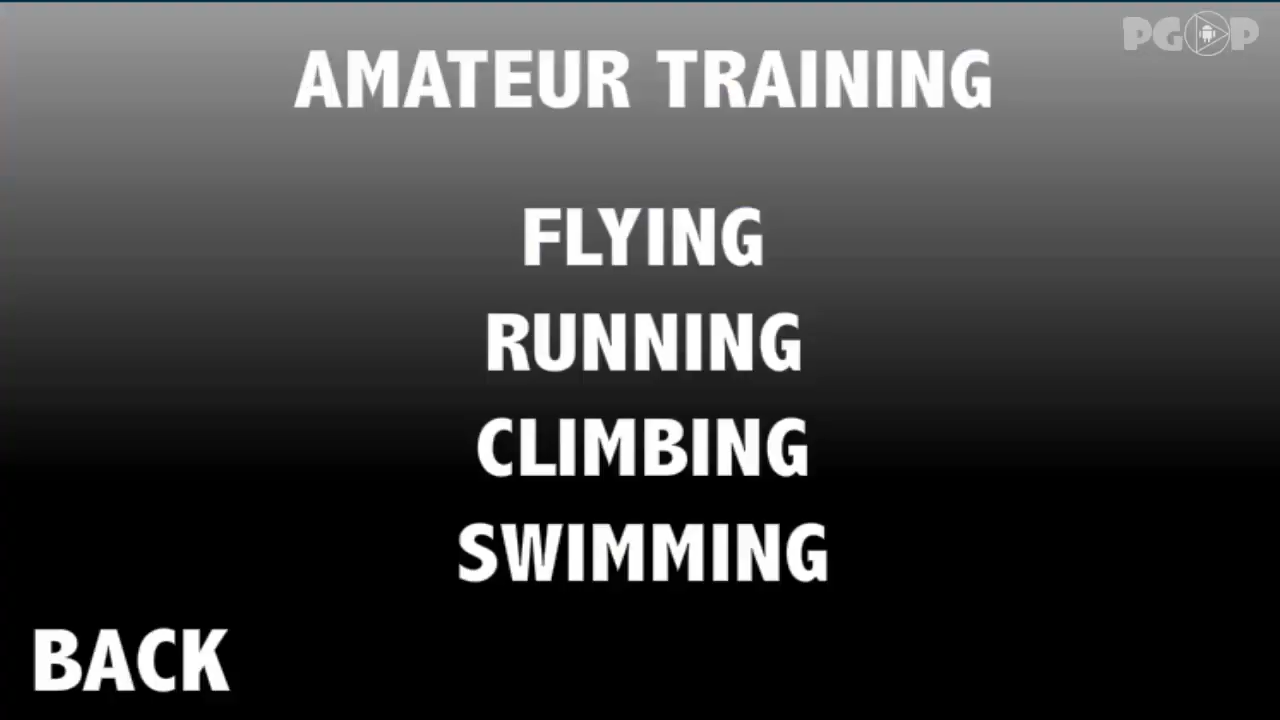 PGP
AMATEUR TRAINING
FLYING
RUNNING
CLIMBING
SWIMMING
BACK